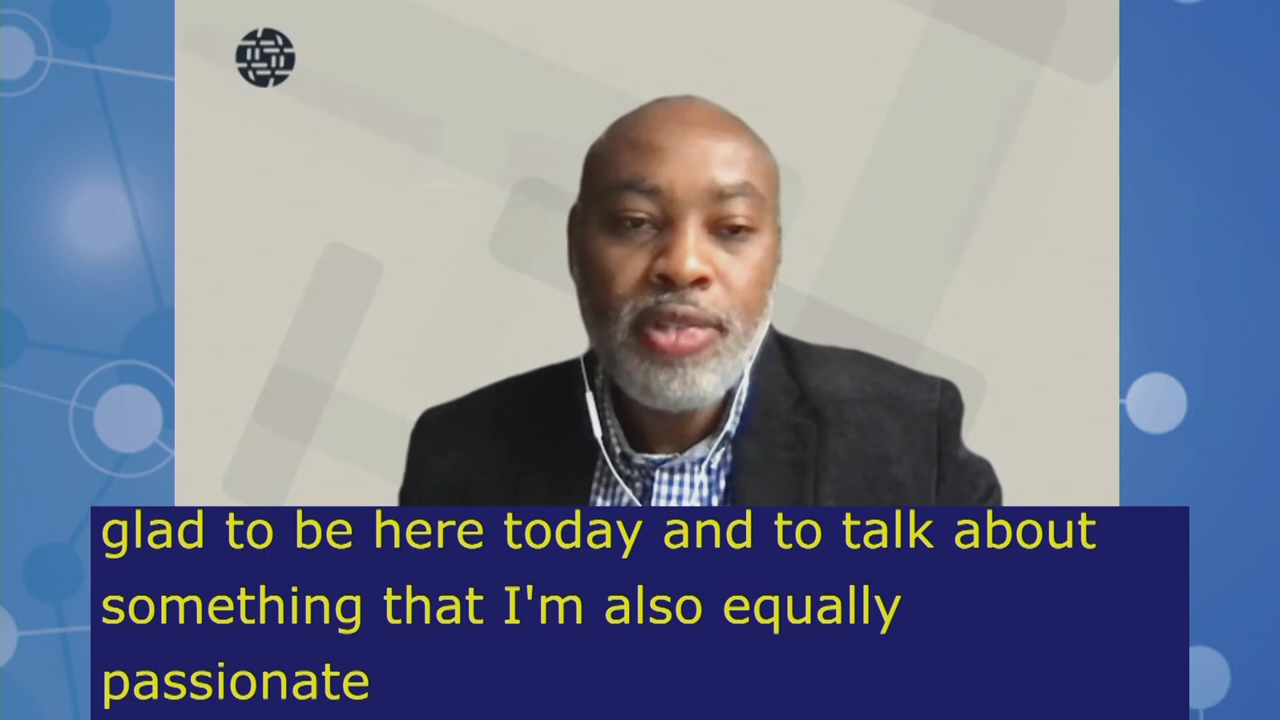 glad to be here today and to talk about
something that I'm also equally
passionate